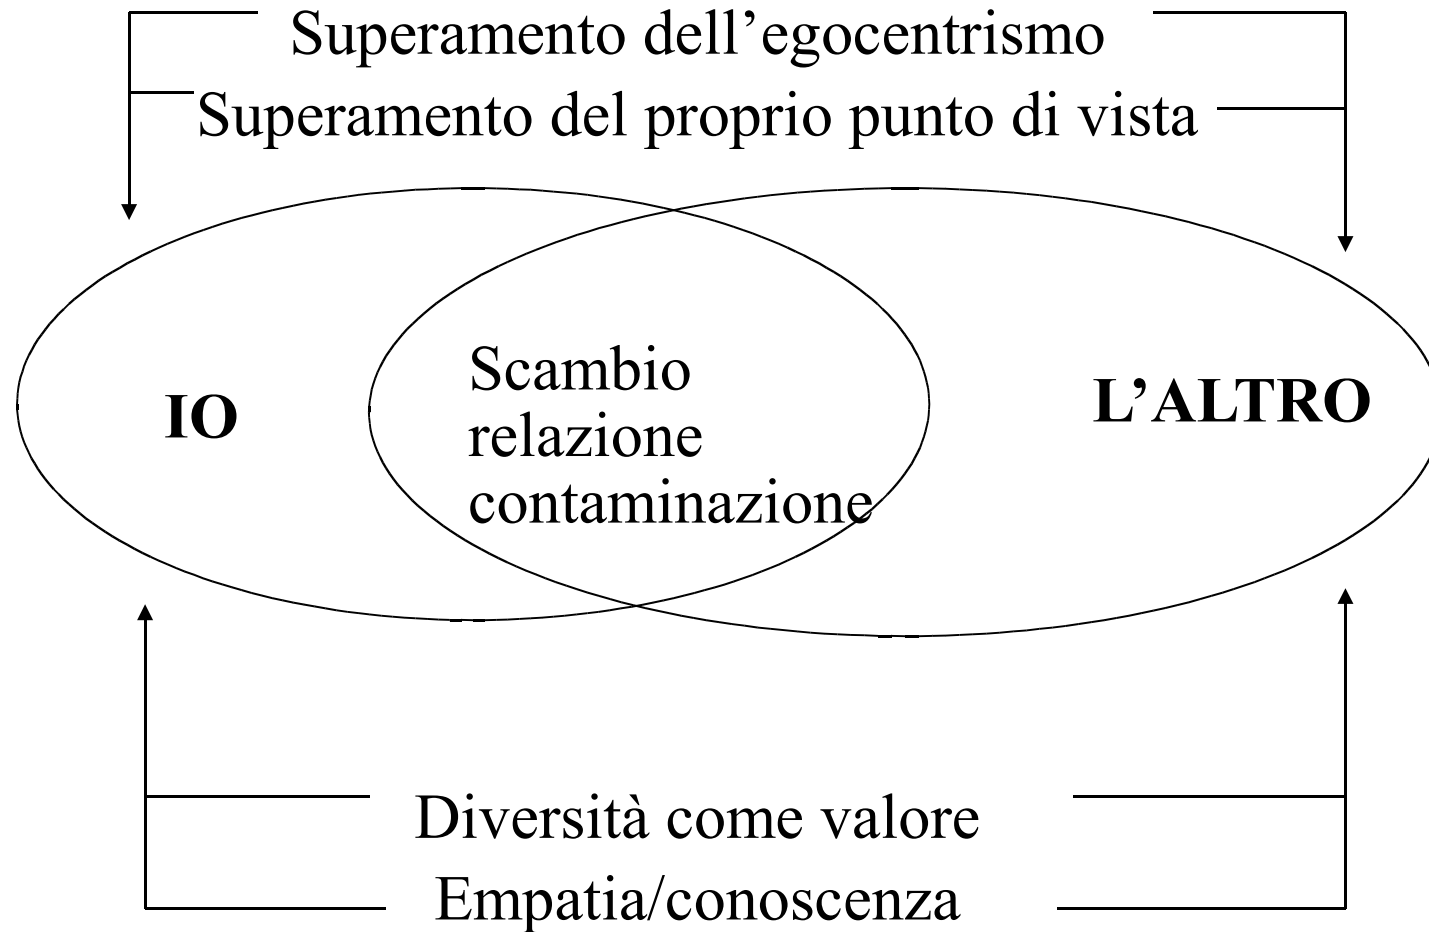 Superamento dell’egocentrismo
Superamento del proprio punto di vista
IO
Scambio
relazione
contaminazione
L’ALTRO
Diversità come valore
Empatia/conoscenza